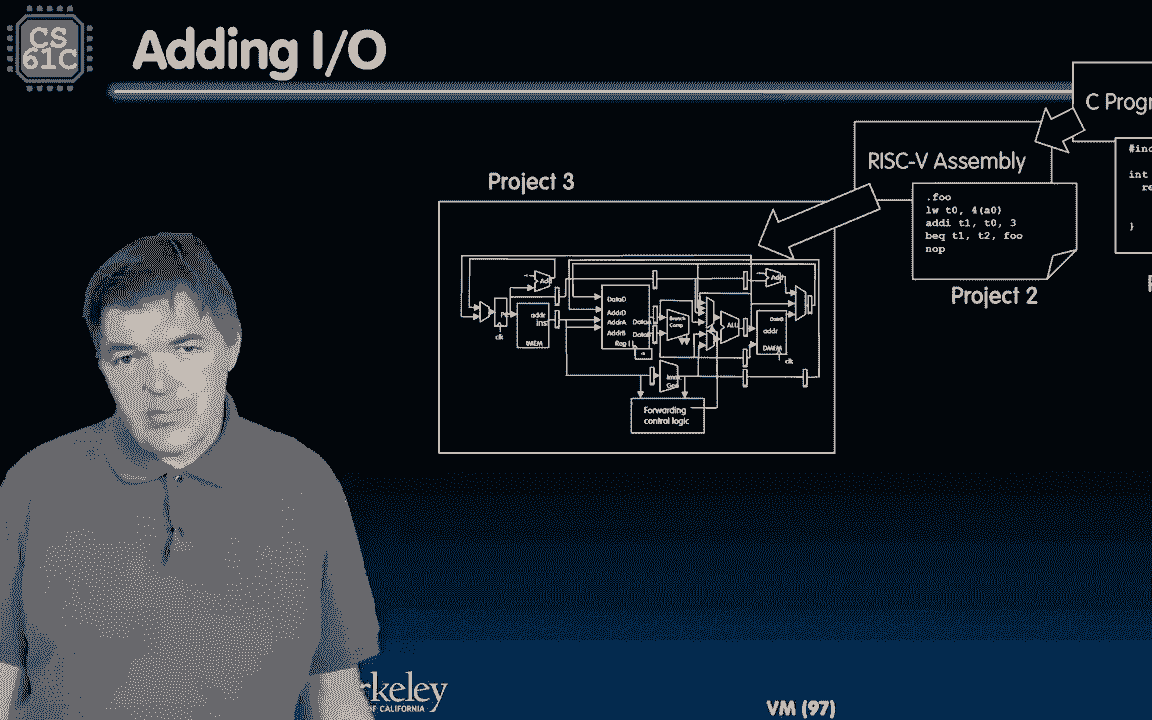 CS
61C
Adding I/O
C Progr
#inc
int
re
}
RISC-V Assembly
.foo
lw t0, 4(a0)
addi t1, t0, 3
beq t1, t2, foo
nop
Project 2
Project 3
Add
addr
inst
IMEM
clk
DataD
AddrD
AddrA
AddrB
DataA
DataB
Reg []
Branch
Comp
ALU
Imm
Gen
Add
DataR
addr
DMEM
clk
Forwarding
control logic
rkeley
OF CALIFORNIA
VM (97)